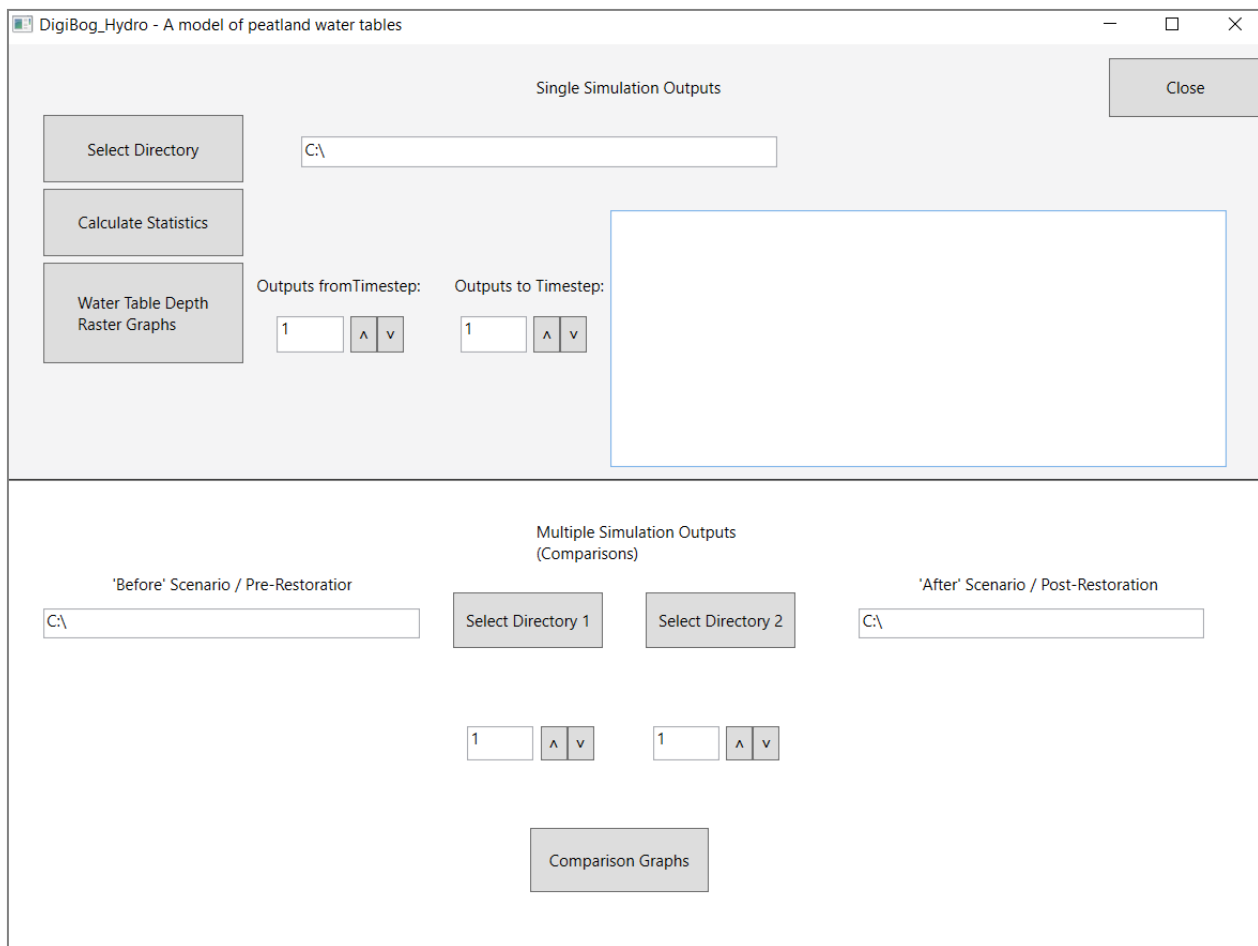 DigiBog_Hydro - A model of peatland water tables
Single Simulation Outputs
Close
Select Directory
C:\
Calculate Statistics
Water Table Depth
Raster Graphs
Outputs fromTimestep:
Outputs to Timestep:
1
˄
˅
1
˄
˅
Multiple Simulation Outputs
(Comparisons)
'Before' Scenario / Pre-Restoratior
'After' Scenario / Post-Restoration
C:\
Select Directory 1
Select Directory 2
C:\
1
˄
˅
1
˄
˅
Comparison Graphs